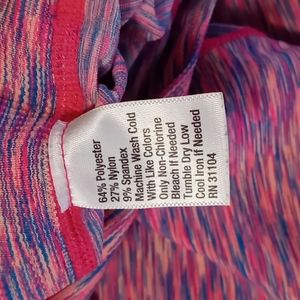 64% Polyester
27% Nylon
9% Spandex
Machine Wash Cold
With Like Colors
Only Non-Chlorine
Bleach If Needed
Tumble Dry Low
Cool Iron If Needed
RN 31104